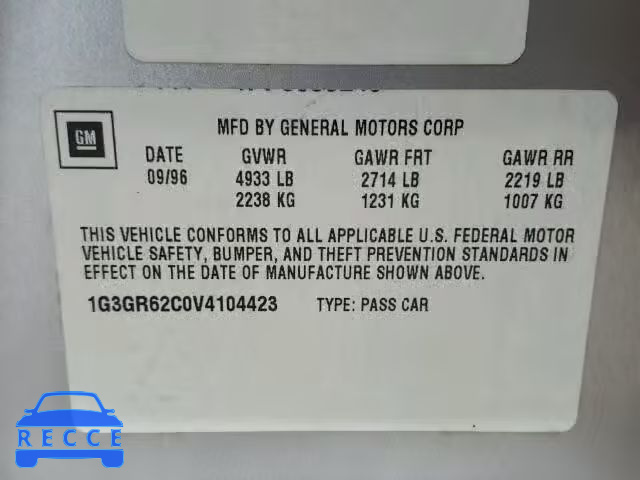 GM
MFD BY GENERAL MOTORS CORP
DATE GVWR GAWR FRT GAWR RR
09/96 4933 LB 2714 LB 2219 LB
2238 KG 1231 KG 1007 KG
THIS VEHICLE CONFORMS TO ALL APPLICABLE U.S. FEDERAL MOTOR
VEHICLE SAFETY, BUMPER, AND THEFT PREVENTION STANDARDS IN
EFFECT ON THE DATE OF MANUFACTURE SHOWN ABOVE.
1G3GR62C0V4104423 TYPE: PASS CAR
RECCE